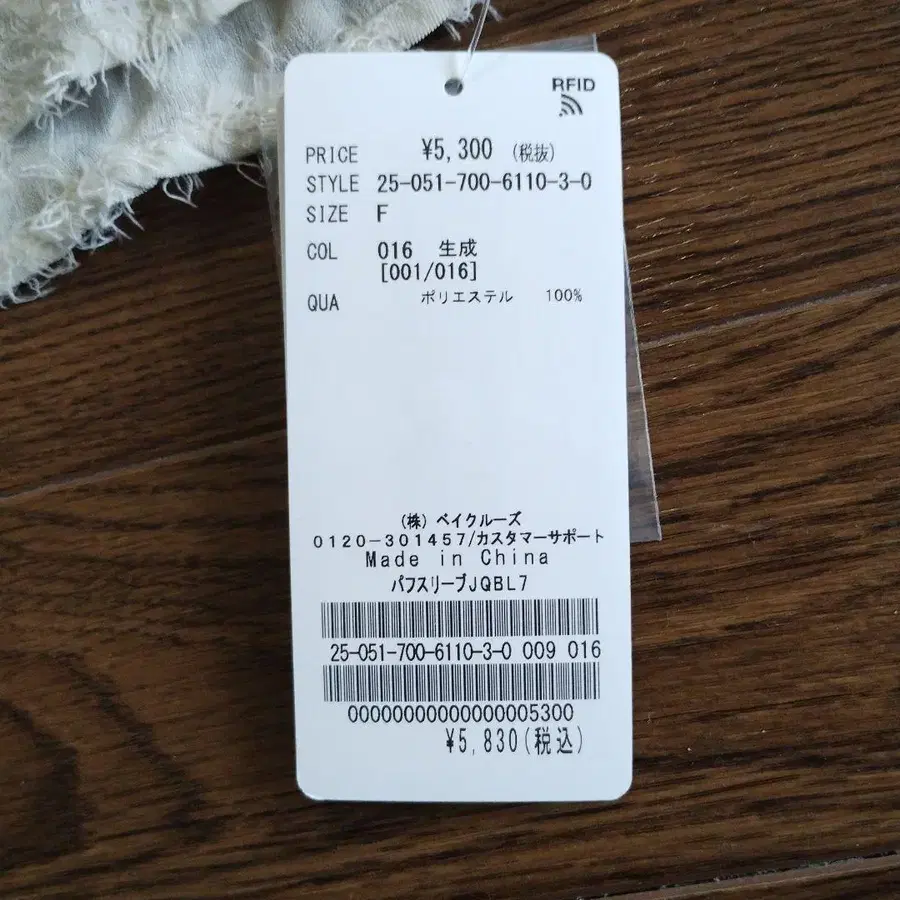 RFID
PRICE ¥5,300 (税抜)
STYLE 25-051-700-6110-3-0
SIZE F
COL 016 生成
[001/016]
QUA ポリエステル 100%
(株) ベイクルーズ
0120-301457/カスタマーサポート
Made in China
パフスリーブJQBL7
25-051-700-6110-3-0 009 016
00000000000000005300
¥5,830(税込)